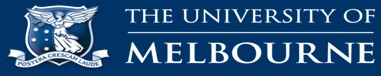 THE UNIVERSITY OF
MELBOURNE
POSTERA CRESCAM LAUDE